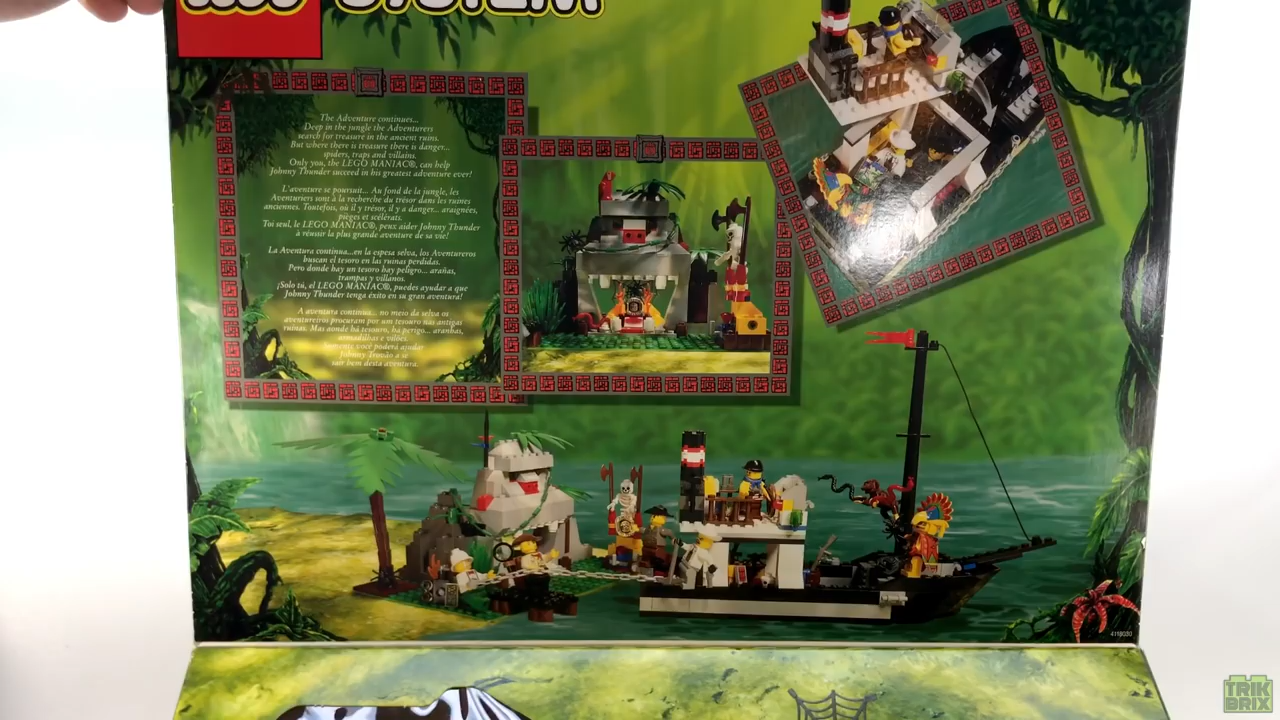 SYSTEM
The Adventure continues...
Deep in the jungle the Adventurers
search for treasure in the ancient ruins.
But where there is treasure there is danger...
spiders, traps and villains.
Only you, the LEGO MANIAC®, can help
Johnny Thunder succeed in his greatest adventure ever!
L'aventure se poursuit... Au fond de la jungle, les
Aventuriers sont à la recherche du trésor dans les ruines
anciennes. Toutefois, où il y trésor, il y a danger... araignées,
pièges et scélérats.
Toi seul, le LEGO MANIAC®, peux aider Johnny Thunder
à réussir la plus grande aventure de sa vie!
La Aventura continua...en la espesa selva, los Aventureros
buscan el tesoro en las ruinas perdidas.
Pero donde hay un tesoro hay peligro... arañas,
trampas y villanos.
¡Solo tú, el LEGO MANIAC®, puedes ayudar a que
Johnny Thunder tenga éxito en su gran aventura!
A aventura continua... no meio da selva os
aventureiros procuram por um tesouro nas antigas
ruínas. Mas aonde há tesouro, há perigo... aranhas,
armadilhas e vilões.
Somente você poderá ajudar
Johnny Trovão a se
sair bem desta aventura.
4118030
TRIK
BRIX